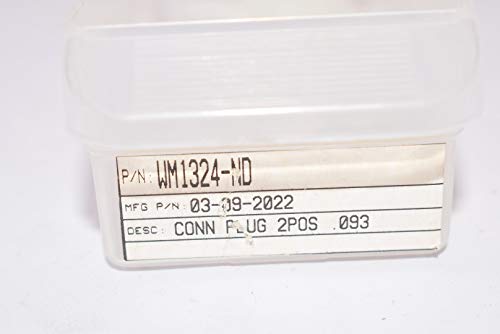 P/N: WM1324-ND
MFG P/N: 03-09-2022
DESC: CONN PLUG 2POS .093